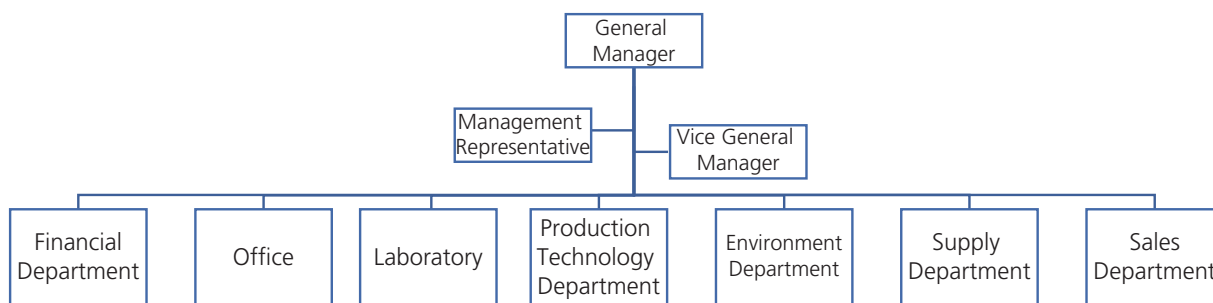 General
Manager
Management
Representative
Vice General
Manager
Financial
Department
Office
Laboratory
Production
Technology
Department
Environment
Department
Supply
Department
Sales
Department